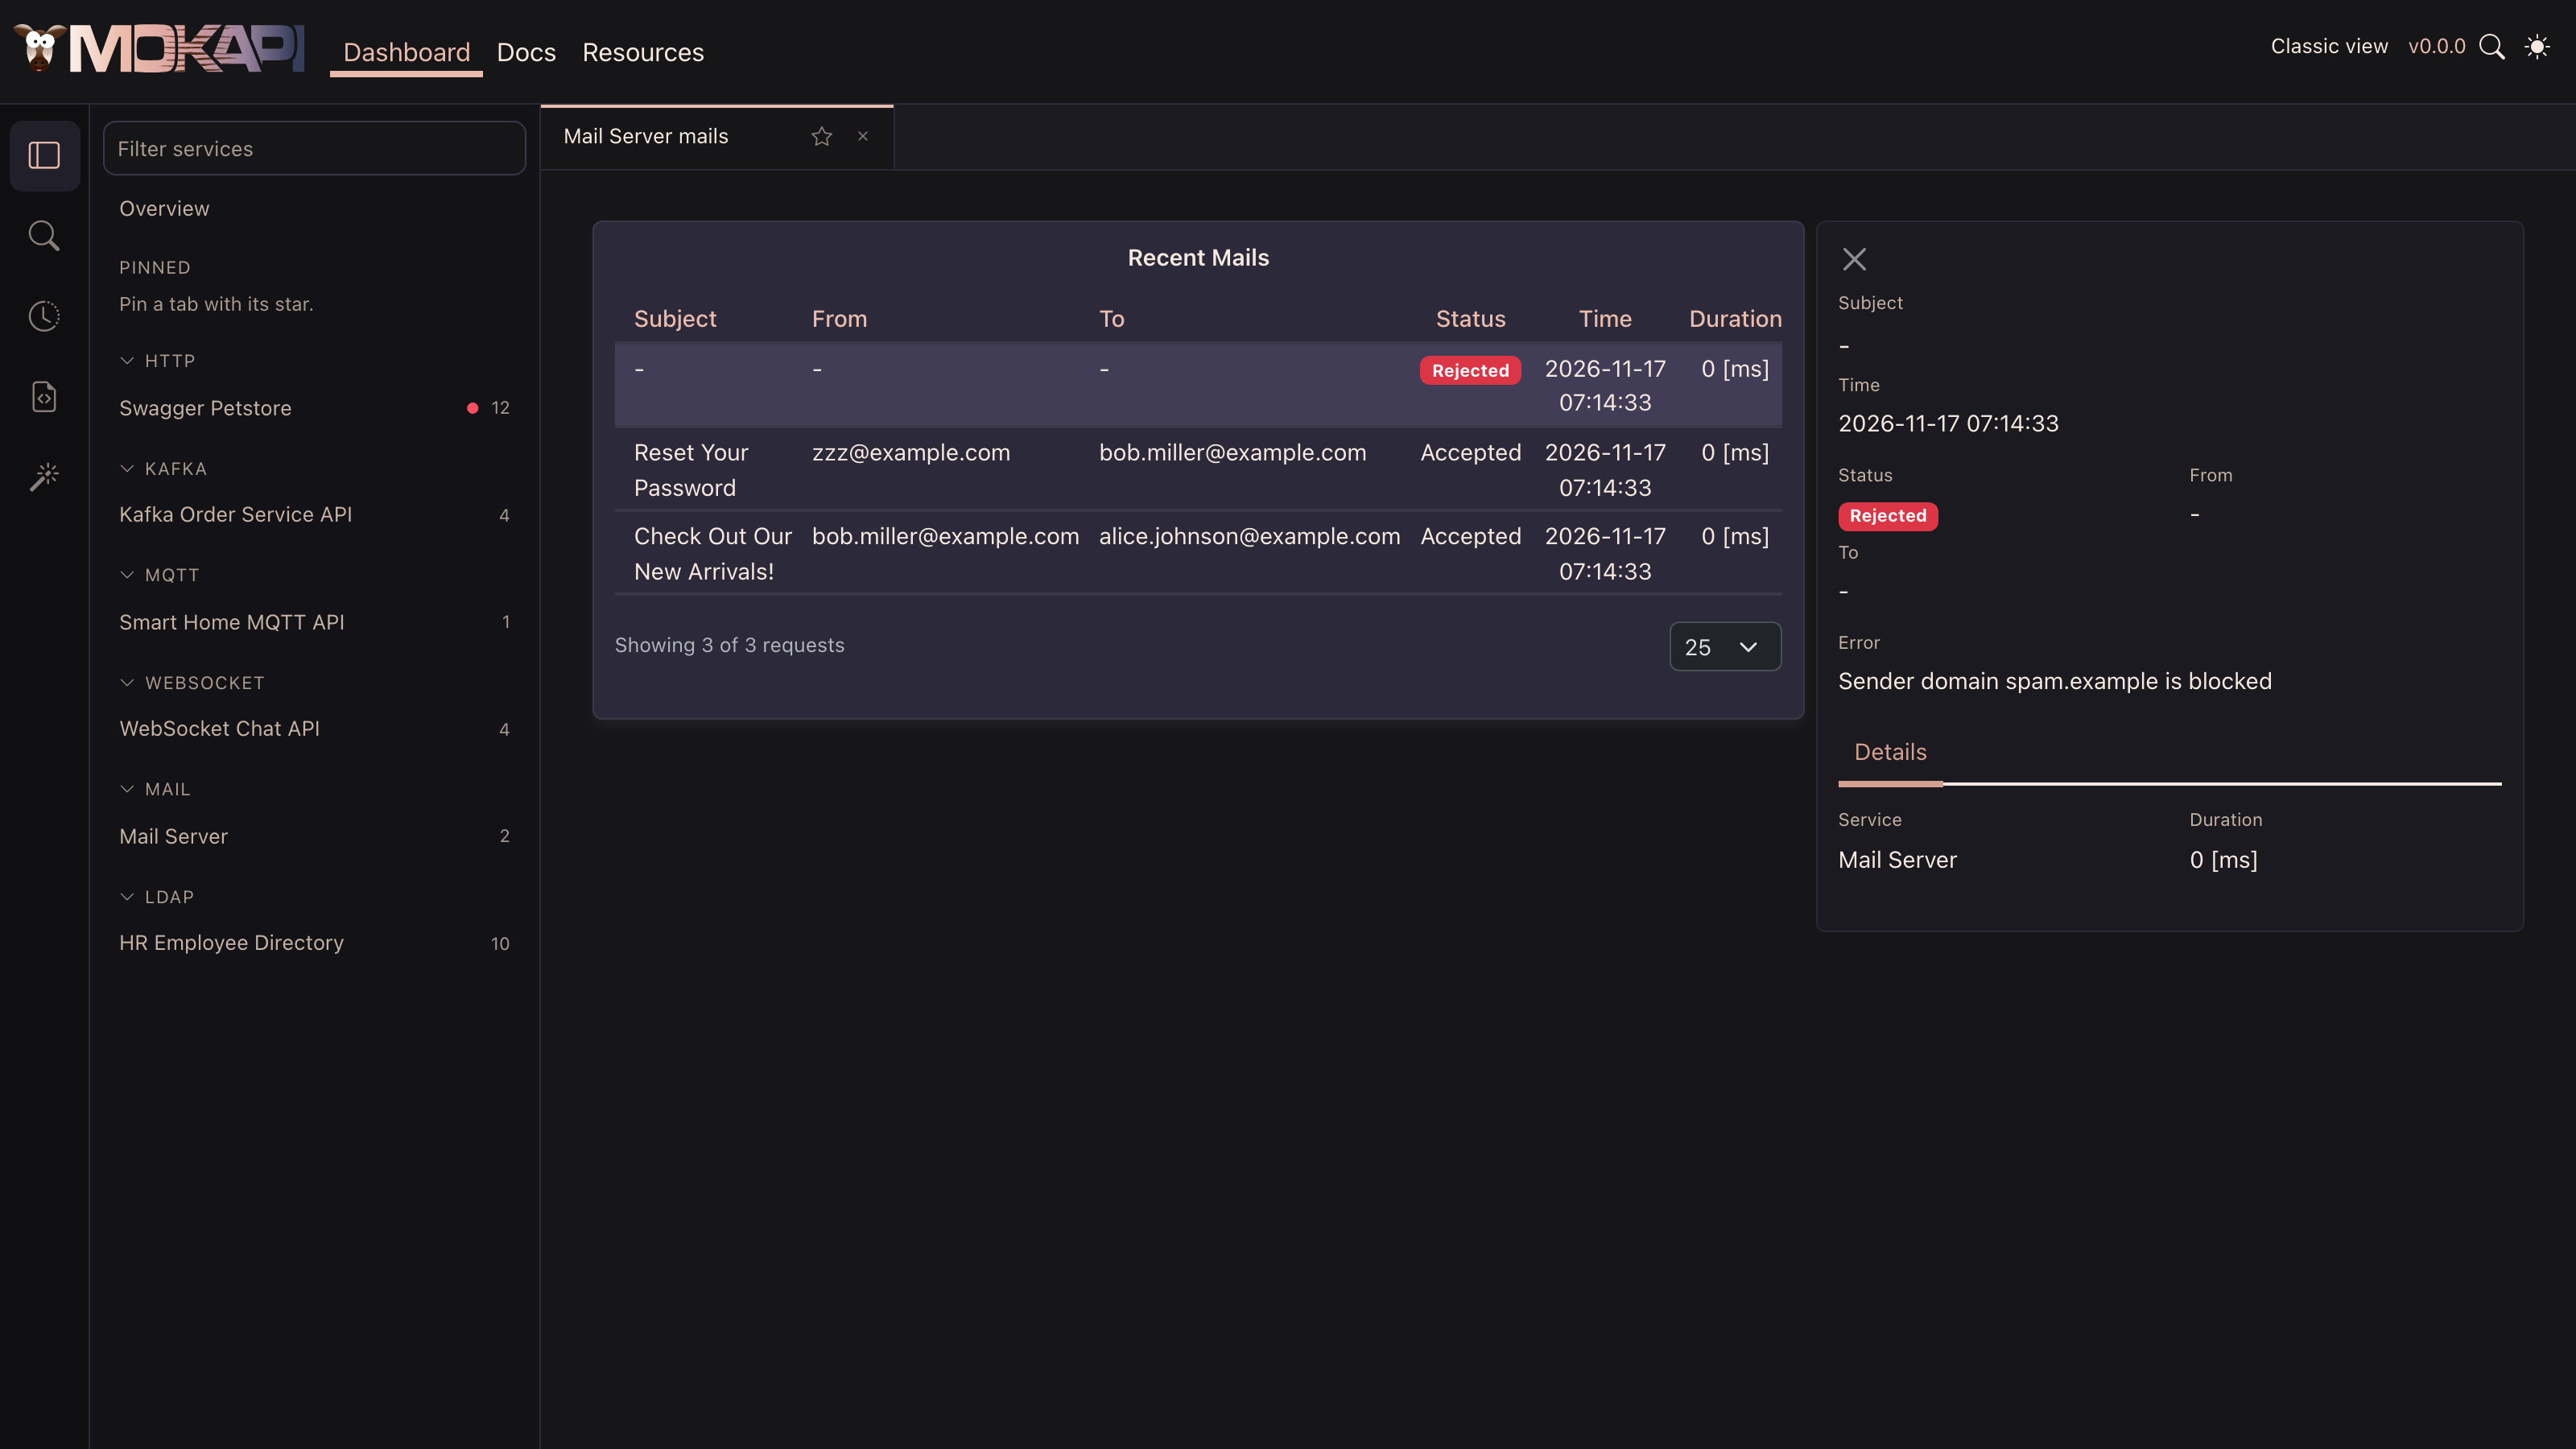 MOKAPI
Dashboard
Docs
Resources
Classic view
v0.0.0
Filter services
Overview
PINNED
Pin a tab with its star.
HTTP
Swagger Petstore 12
KAFKA
Kafka Order Service API 4
MQTT
Smart Home MQTT API 1
WEBSOCKET
WebSocket Chat API 4
MAIL
Mail Server 2
LDAP
HR Employee Directory 10
Mail Server mails
Recent Mails
Subject From To Status Time Duration
- - - Rejected 2026-11-17 0 [ms]
07:14:33
Reset Your zzz@example.com bob.miller@example.com Accepted 2026-11-17 0 [ms]
Password 07:14:33
Check Out Our bob.miller@example.com alice.johnson@example.com Accepted 2026-11-17 0 [ms]
New Arrivals! 07:14:33
Showing 3 of 3 requests
25
Subject
-
Time
2026-11-17 07:14:33
Status From
Rejected -
To
-
Error
Sender domain spam.example is blocked
Details
Service Duration
Mail Server 0 [ms]